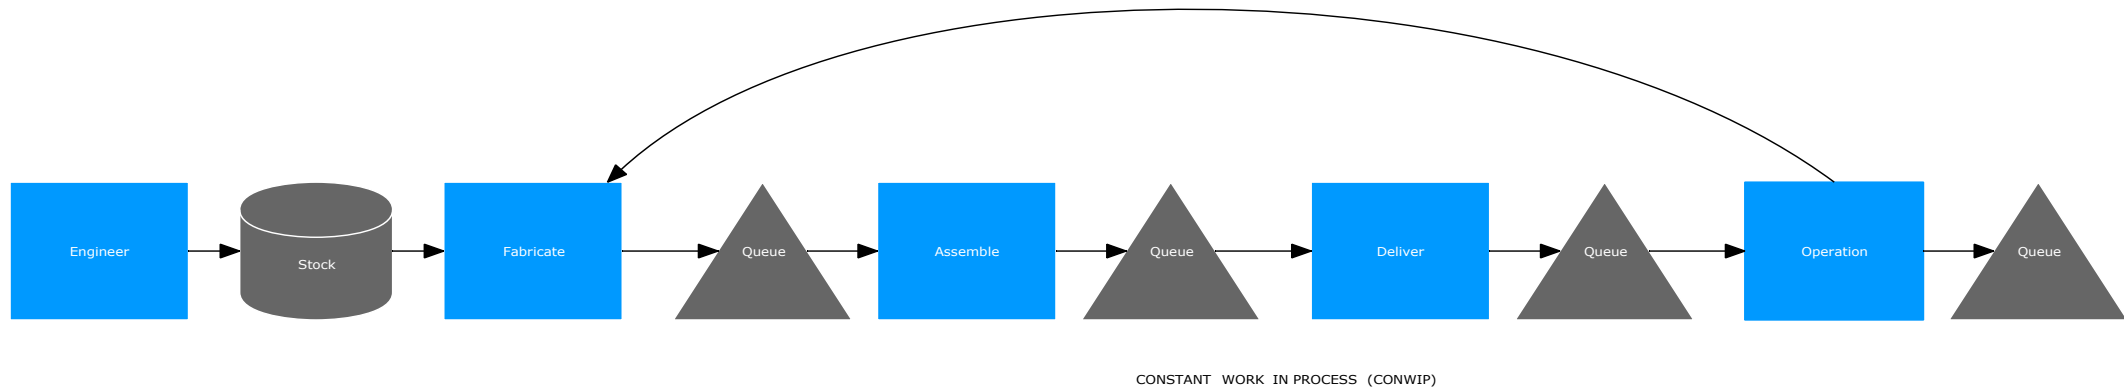 Engineer
Stock
Fabricate
Queue
Assemble
Queue
Deliver
Queue
Operation
Queue
CONSTANT WORK IN PROCESS (CONWIP)